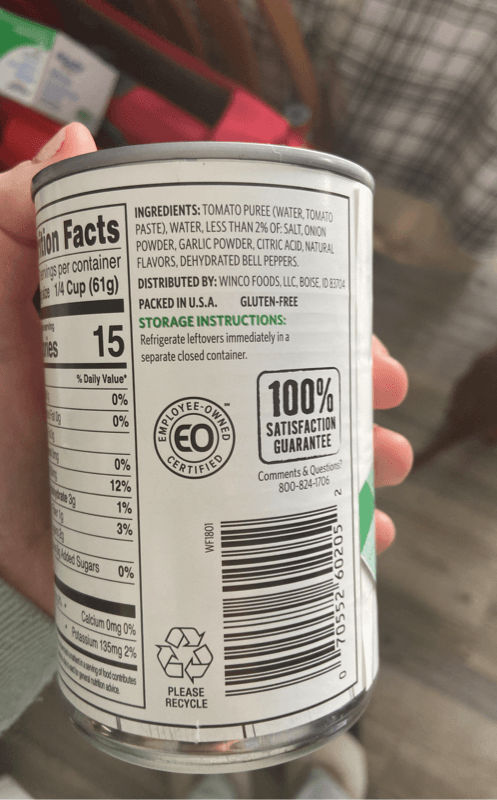 tion Facts
servings per container
size 1/4 Cup (61g)
15
% Daily Value*
0%
0%
0%
12%
3g 1%
1g 3%
Added Sugars 0%
Calcium 0mg 0%
Potassium 135mg 2%
INGREDIENTS: TOMATO PUREE (WATER, TOMATO
PASTE), WATER, LESS THAN 2% OF: SALT, ONION
POWDER, GARLIC POWDER, CITRIC ACID, NATURAL
FLAVORS, DEHYDRATED BELL PEPPERS.
DISTRIBUTED BY: WINCO FOODS, LLC, BOISE, ID 83704
PACKED IN U.S.A. GLUTEN-FREE
STORAGE INSTRUCTIONS:
Refrigerate leftovers immediately in a
separate closed container.
EMPLOYEE-OWNED™
EO
CERTIFIED
100%
SATISFACTION
GUARANTEE
Comments & Questions?
800-824-1706
WF1801
0 70552 60205 2
PLEASE
RECYCLE